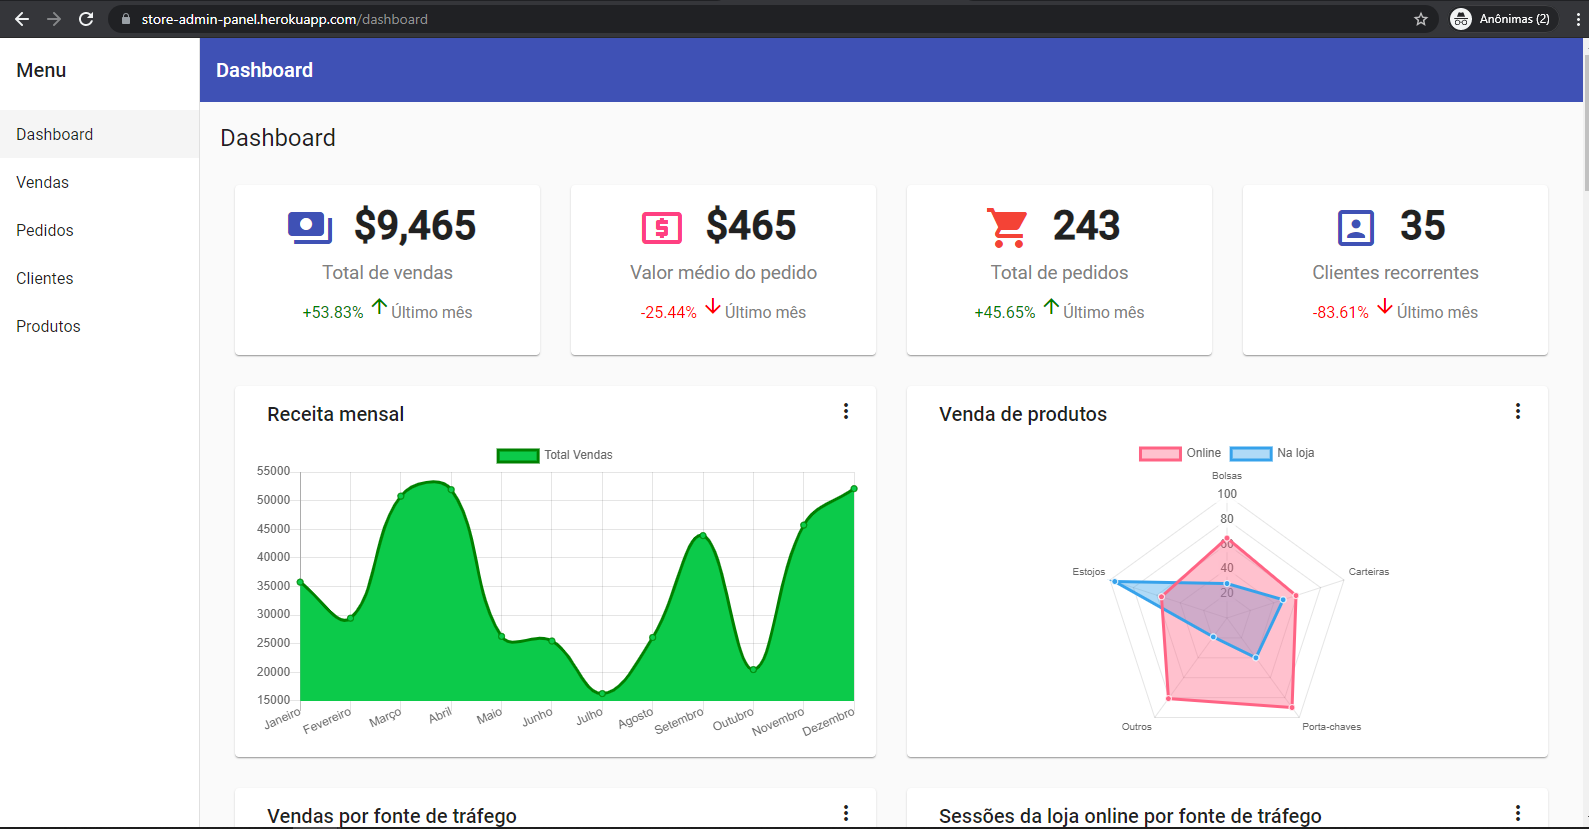 store-admin-panel.herokuapp.com/dashboard
Anônimas (2)
Menu
Dashboard
Dashboard
Vendas
Pedidos
Clientes
Produtos
Dashboard
$9,465
Total de vendas
+53.83% Último mês
$465
Valor médio do pedido
-25.44% Último mês
243
Total de pedidos
+45.65% Último mês
35
Clientes recorrentes
-83.61% Último mês
Receita mensal
Total Vendas
55000
50000
45000
40000
35000
30000
25000
20000
15000
Janeiro Fevereiro Março Abril Maio Junho Julho Agosto Setembro Outubro Novembro Dezembro
Venda de produtos
Online Na loja
Bolsas
100
80
60
40
20
Estojos
Carteiras
Outros
Porta-chaves
Vendas por fonte de tráfego
Sessões da loja online por fonte de tráfego